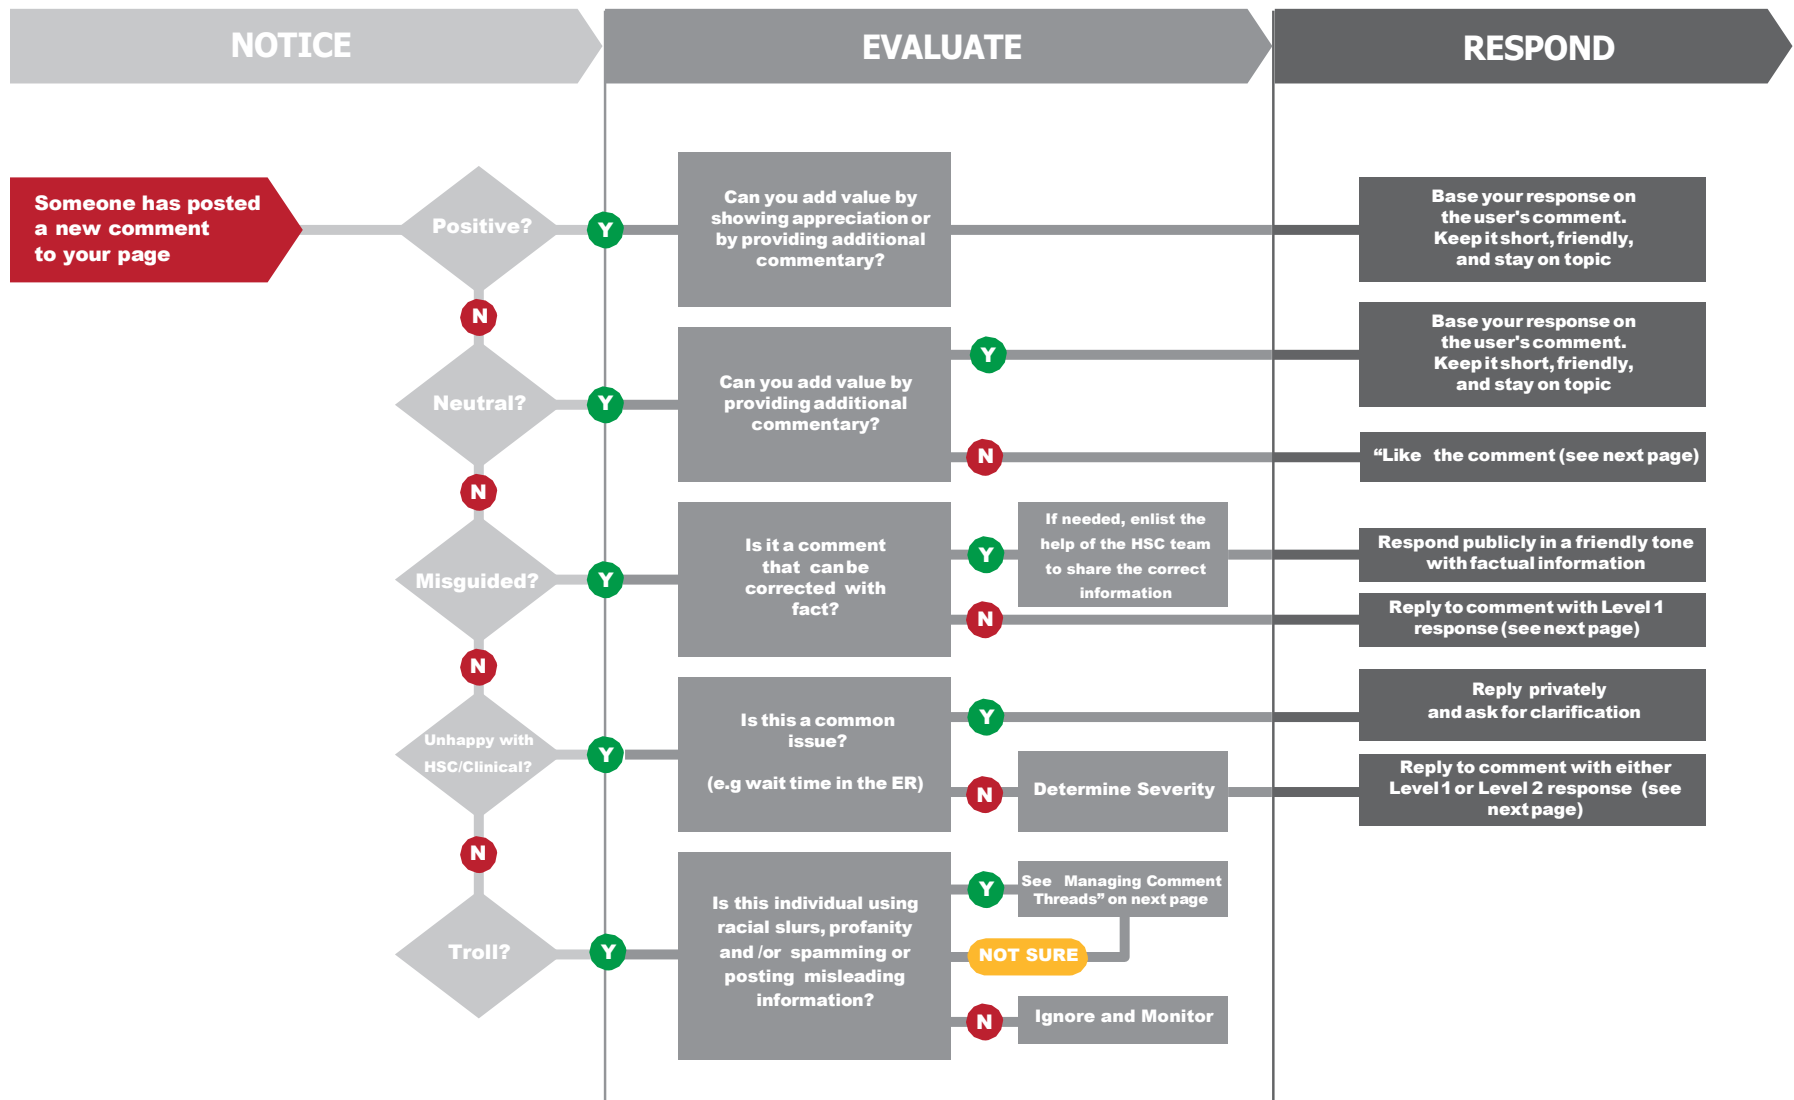 NOTICE
EVALUATE
RESPOND
Someone has posted
a new comment
to your page
Positive?
Y
Can you add value by
showing appreciation or
by providing additional
commentary?
Base your response on
the user's comment.
Keep it short, friendly,
and stay on topic
N
Neutral?
Y
Can you add value by
providing additional
commentary?
Y
Base your response on
the user's comment.
Keep it short, friendly,
and stay on topic
N
“Like the comment (see next page)
N
Misguided?
Y
Is it a comment
that can be
corrected with
fact?
Y
If needed, enlist the
help of the HSC team
to share the correct
information
Respond publicly in a friendly tone
with factual information
N
Reply to comment with Level 1
response (see next page)
N
Unhappy with
HSC/Clinical?
Y
Is this a common
issue?
(e.g wait time in the ER)
Y
Reply privately
and ask for clarification
N
Determine Severity
Reply to comment with either
Level 1 or Level 2 response (see
next page)
N
Troll?
Y
Is this individual using
racial slurs, profanity
and /or spamming or
posting misleading
information?
Y
See Managing Comment
Threads” on next page
NOT SURE
N
Ignore and Monitor